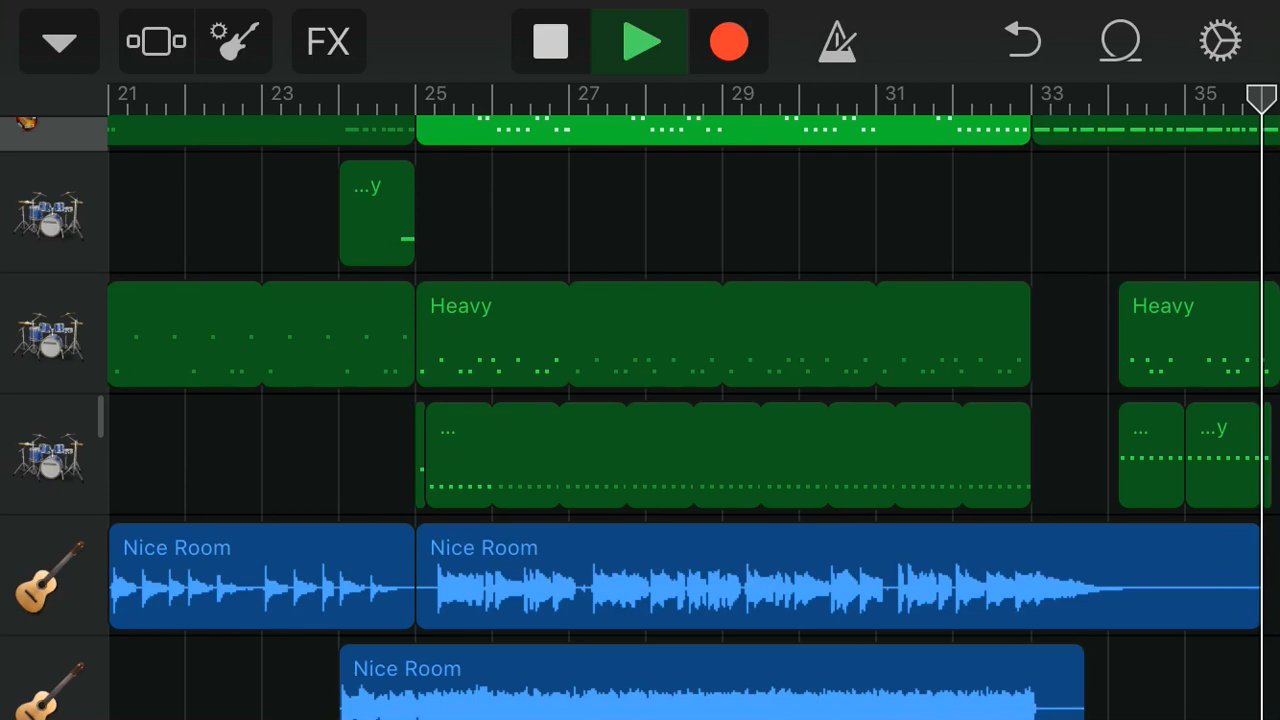 FX
21 23 25 27 29 31 33 35
...y
Heavy Heavy
... ... ...y
Nice Room Nice Room
Nice Room